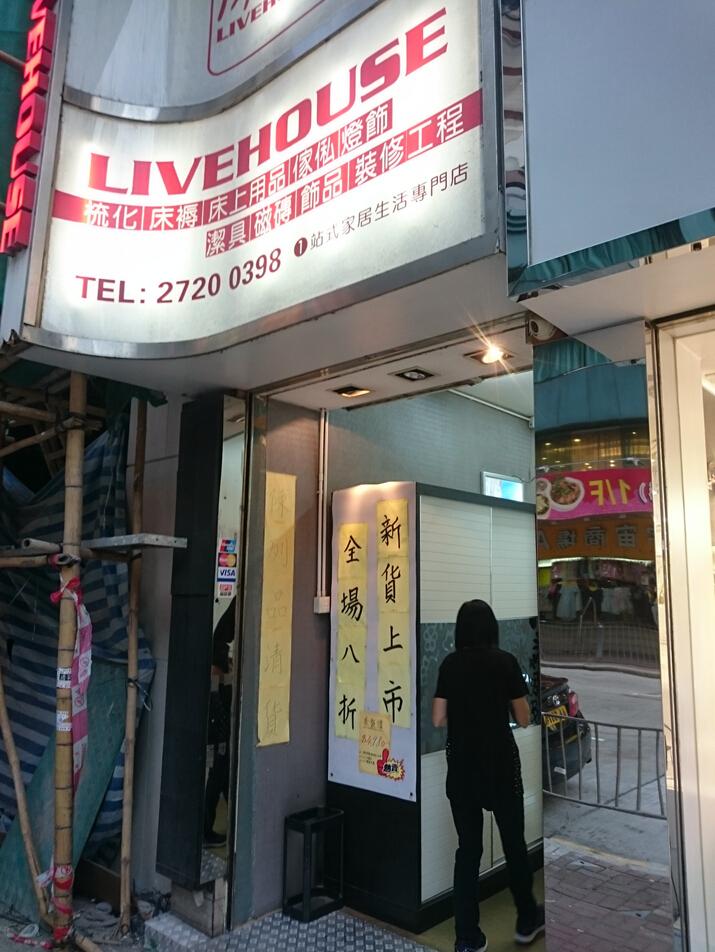 LIVEHOUSE
LIVEHOUSE
LIVEHOUSE
梳化 床褥 床上用品 傢俬 燈飾
潔具 磁磚 飾品 裝修工程
1站式家居生活專門店
TEL: 2720 0398
VISA
陳列品清貨
新貨上市
全場八折
1/F